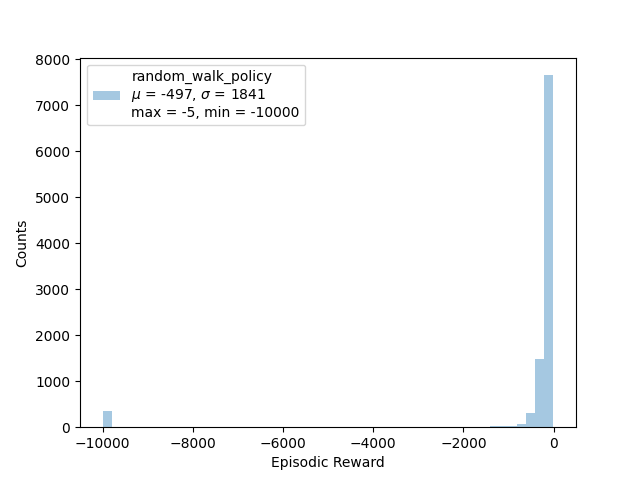 random_walk_policy
μ = -497, σ = 1841
max = -5, min = -10000
8000
7000
6000
5000
4000
3000
2000
1000
0
Counts
−10000 −8000 −6000 −4000 −2000 0
Episodic Reward